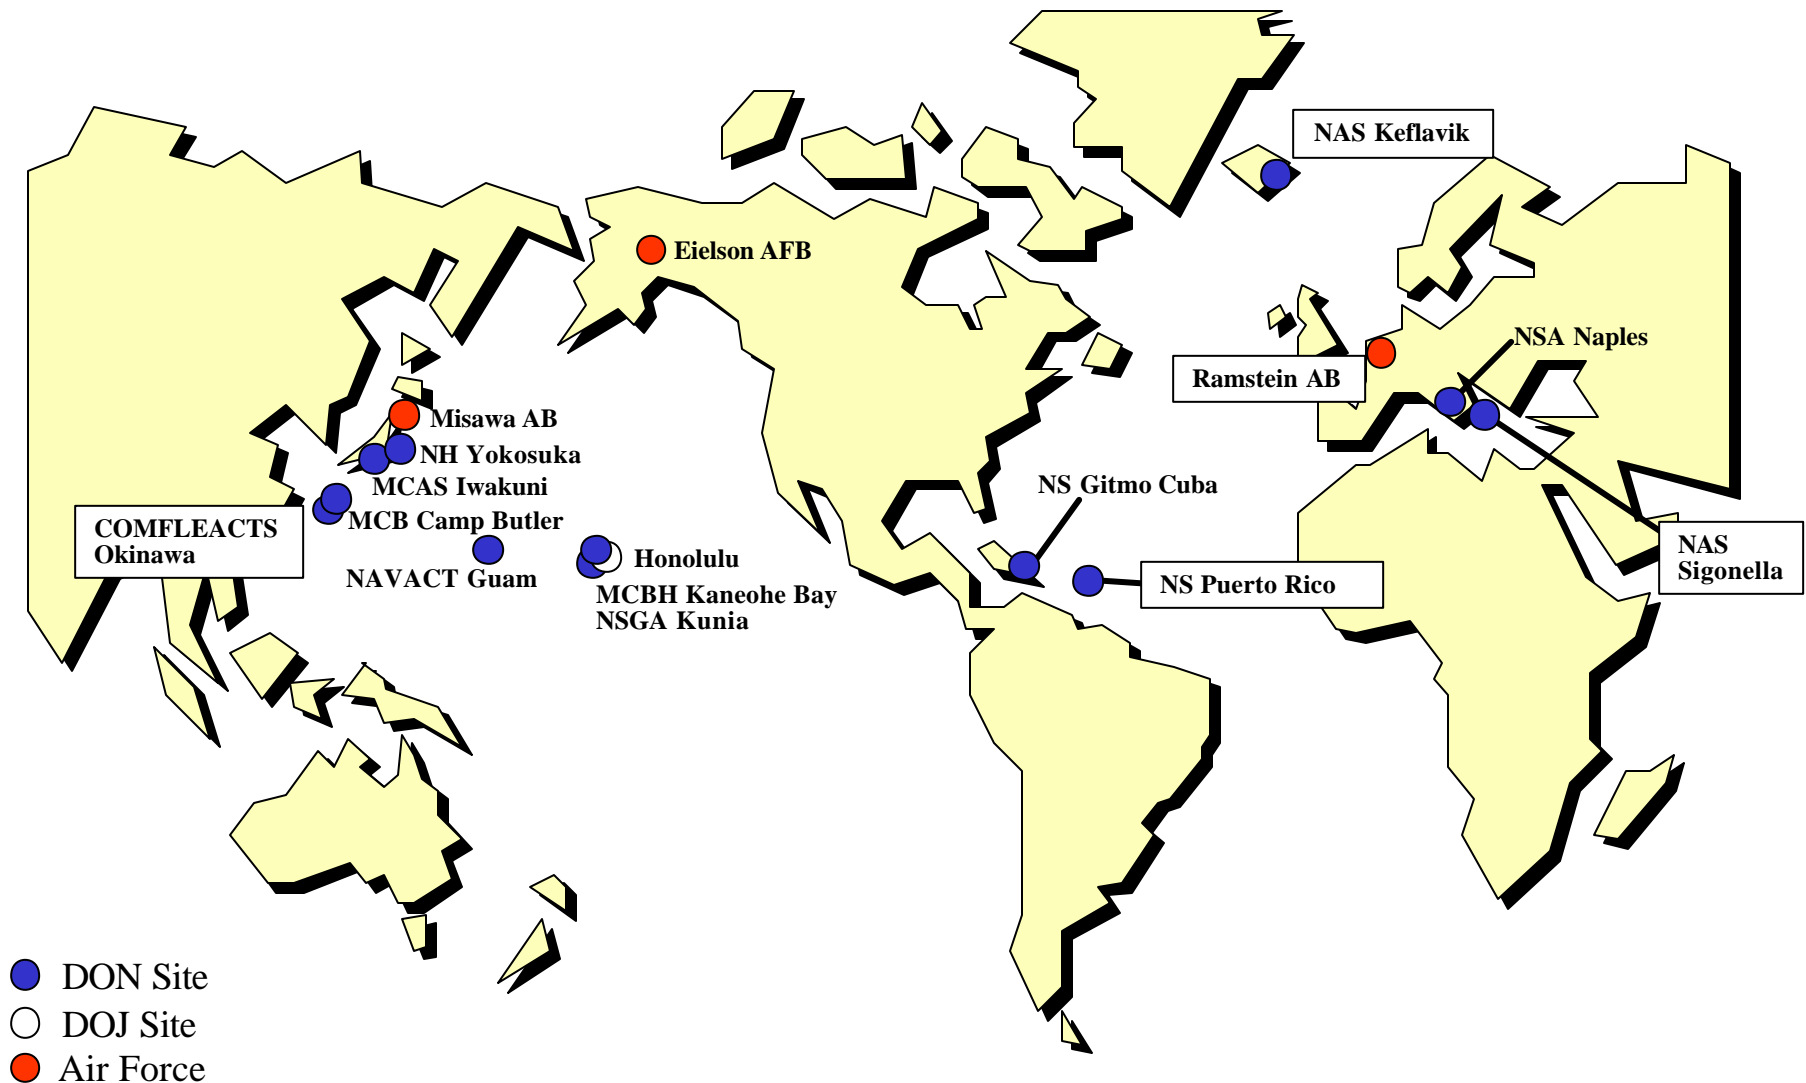 NAS Keflavik
Eielson AFB
NSA Naples
Ramstein AB
Misawa AB
NH Yokosuka
MCAS Iwakuni
NS Gitmo Cuba
MCB Camp Butler
COMFLEACTS
Okinawa
NAS
Sigonella
Honolulu
NAVACT Guam
NS Puerto Rico
MCBH Kaneohe Bay
NSGA Kunia
DON Site
DOJ Site
Air Force